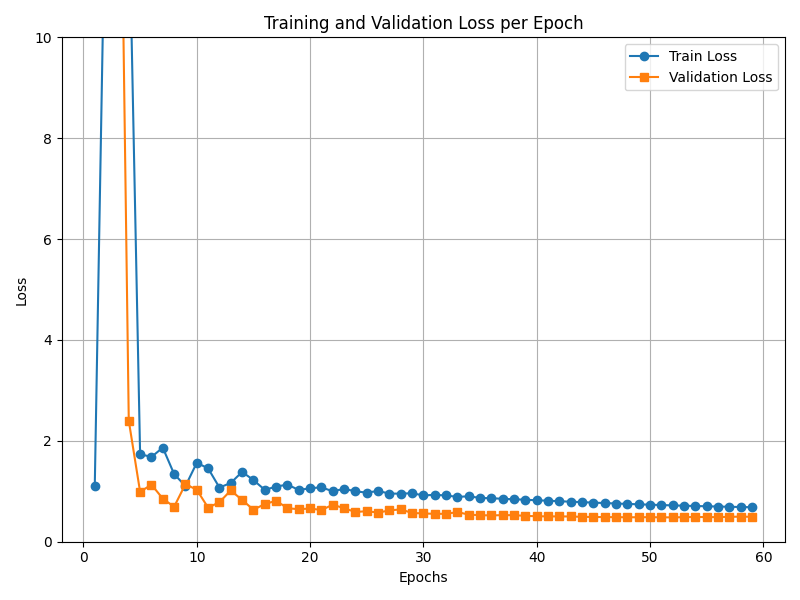 Training and Validation Loss per Epoch
Train Loss
Validation Loss
10
8
6
4
2
0
Loss
0 10 20 30 40 50 60
Epochs